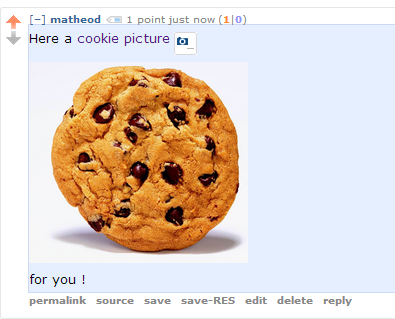 [–] matheod 1 point just now (1|0)
Here a cookie picture
for you !
permalink source save save-RES edit delete reply